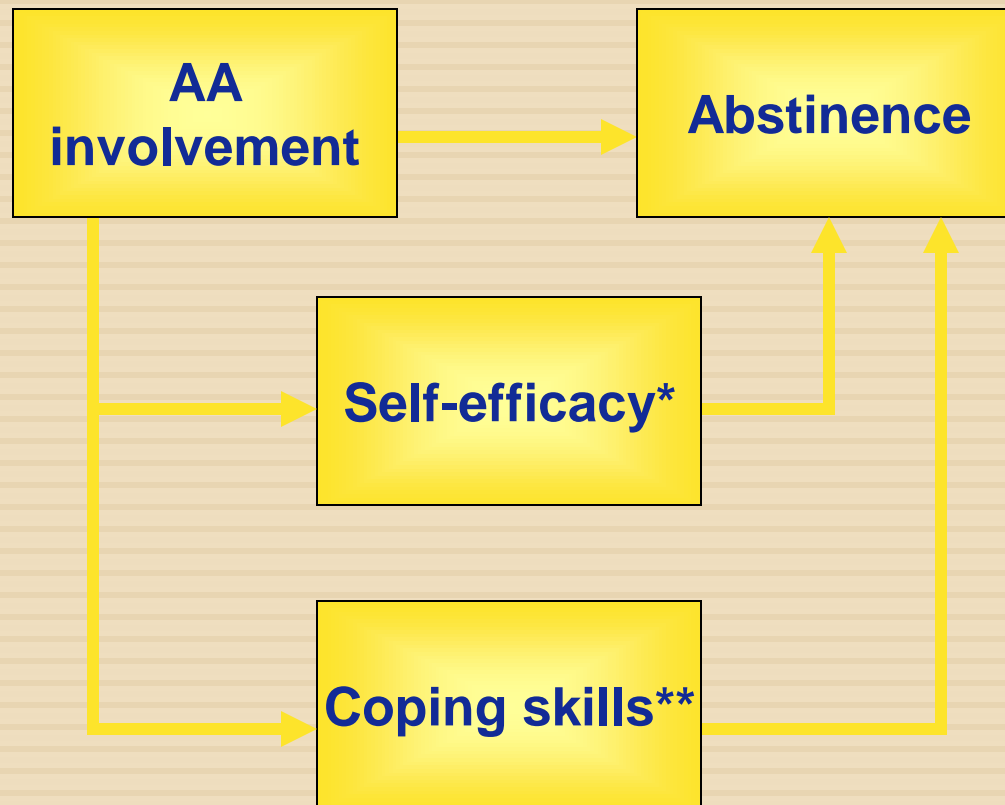 AA
involvement
Abstinence
Self-efficacy*
Coping skills**